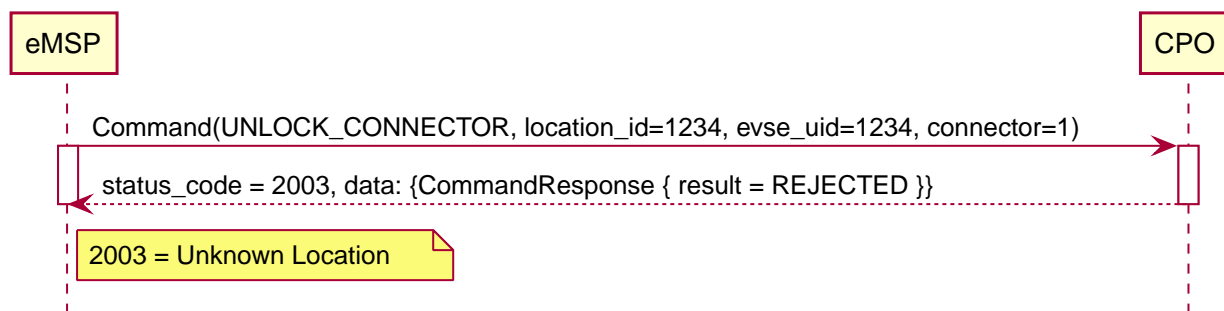 eMSP
CPO
Command(UNLOCK_CONNECTOR, location_id=1234, evse_uid=1234, connector=1)
status_code = 2003, data: {CommandResponse { result = REJECTED }}
2003 = Unknown Location